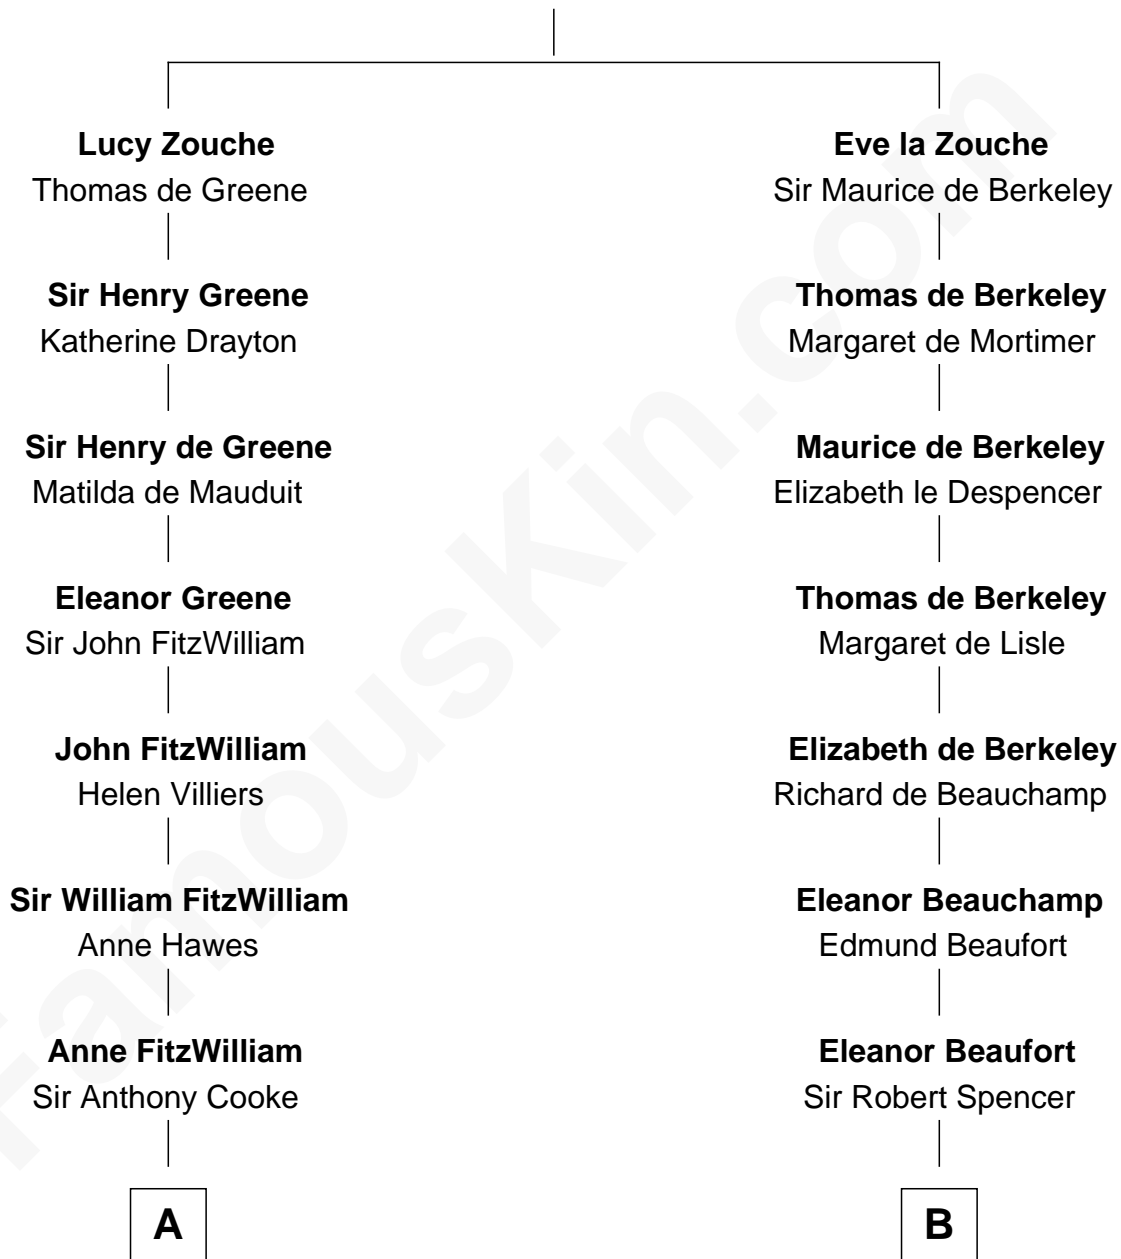 Lucy Zouche
Thomas de Greene
Sir Henry Greene
Katherine Drayton
Sir Henry de Greene
Matilda de Mauduit
Eleanor Greene
Sir John FitzWilliam
John FitzWilliam
Helen Villiers
Sir William FitzWilliam
Anne Hawes
Anne FitzWilliam
Sir Anthony Cooke
A
Eve la Zouche
Sir Maurice de Berkeley
Thomas de Berkeley
Margaret de Mortimer
Maurice de Berkeley
Elizabeth le Despencer
Thomas de Berkeley
Margaret de Lisle
Elizabeth de Berkeley
Richard de Beauchamp
Eleanor Beauchamp
Edmund Beaufort
Eleanor Beaufort
Sir Robert Spencer
B
FamousKin.com